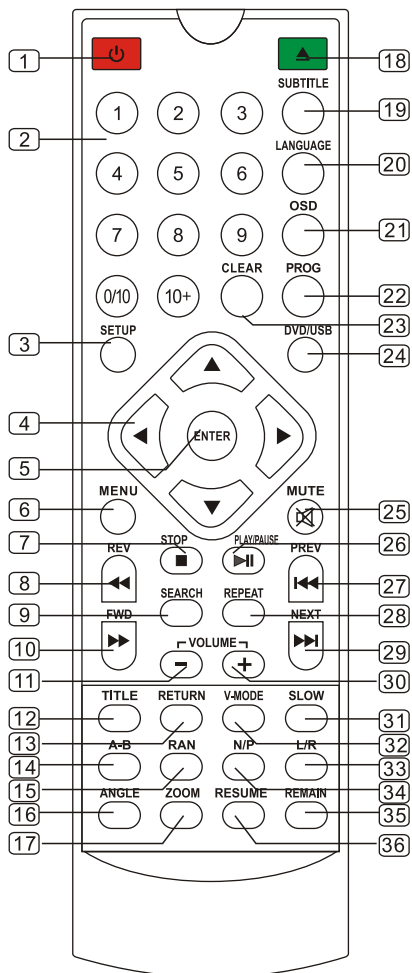 1
18
SUBTITLE
1 2 3
19
2
LANGUAGE
20
4 5 6
OSD
21
7 8 9
CLEAR PROG
22
0/10 10+
23
SETUP DVD/USB
3
24
4
ENTER
5
MENU MUTE
6
25
STOP PLAY/PAUSE
7
26
REV PREV
8
27
SEARCH REPEAT
9
28
FWD NEXT
10
29
VOLUME
- +
11
30
TITLE RETURN V-MODE SLOW
12
31
13
32
A-B RAN N/P L/R
14
33
15
34
ANGLE ZOOM RESUME REMAIN
16
35
17
36